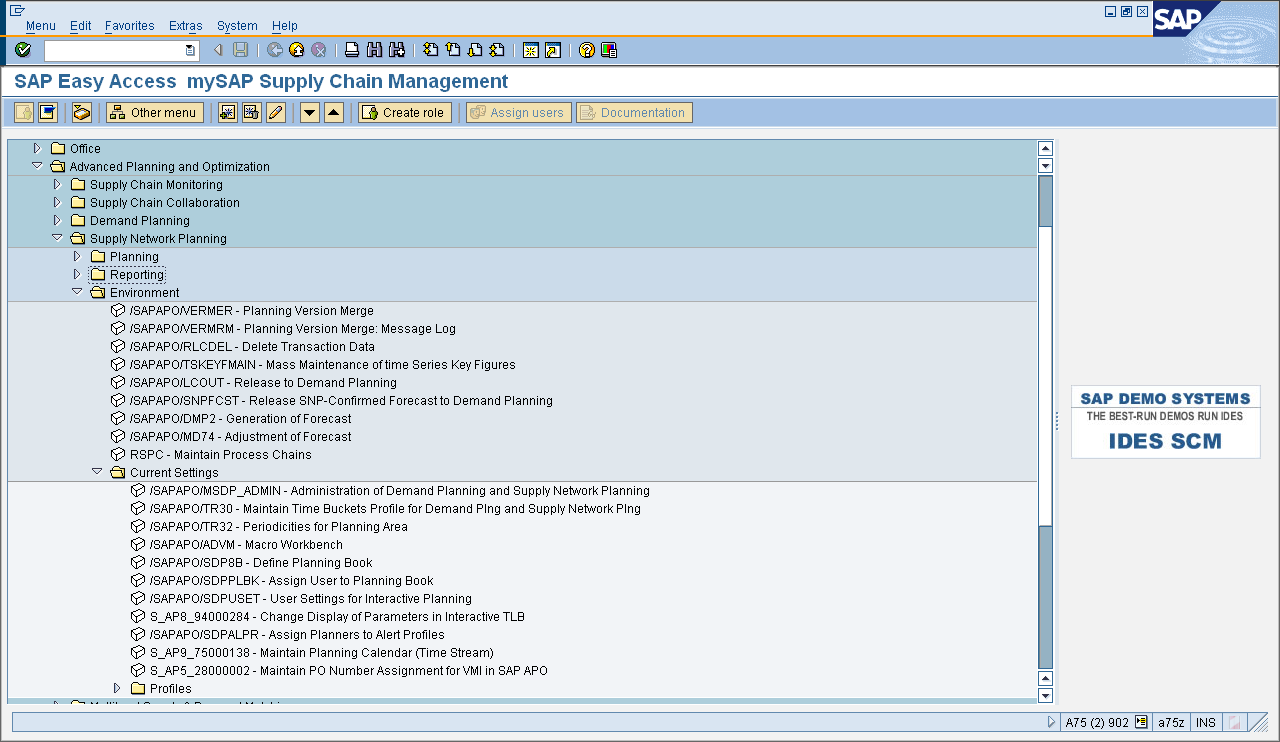 Menu Edit Favorites Extras System Help
SAP
SAP Easy Access mySAP Supply Chain Management
Other menu Create role Assign users Documentation
Office
Advanced Planning and Optimization
Supply Chain Monitoring
Supply Chain Collaboration
Demand Planning
Supply Network Planning
Planning
Reporting
Environment
/SAPAPO/VERMER - Planning Version Merge
/SAPAPO/VERMRM - Planning Version Merge: Message Log
/SAPAPO/RLCDEL - Delete Transaction Data
/SAPAPO/TSKEYFMAIN - Mass Maintenance of time Series Key Figures
/SAPAPO/LCOUT - Release to Demand Planning
/SAPAPO/SNPFCST - Release SNP-Confirmed Forecast to Demand Planning
/SAPAPO/DMP2 - Generation of Forecast
/SAPAPO/MD74 - Adjustment of Forecast
RSPC - Maintain Process Chains
Current Settings
/SAPAPO/MSDP_ADMIN - Administration of Demand Planning and Supply Network Planning
/SAPAPO/TR30 - Maintain Time Buckets Profile for Demand Plng and Supply Network Plng
/SAPAPO/TR32 - Periodicities for Planning Area
/SAPAPO/ADVM - Macro Workbench
/SAPAPO/SDP8B - Define Planning Book
/SAPAPO/SDPPLBK - Assign User to Planning Book
/SAPAPO/SDPUSET - User Settings for Interactive Planning
S_AP8_94000284 - Change Display of Parameters in Interactive TLB
/SAPAPO/SDPALPR - Assign Planners to Alert Profiles
S_AP9_75000138 - Maintain Planning Calendar (Time Stream)
S_AP5_28000002 - Maintain PO Number Assignment for VMI in SAP APO
Profiles
SAP DEMO SYSTEMS
THE BEST-RUN DEMOS RUN IDES
IDES SCM
A75 (2) 902 a75z INS